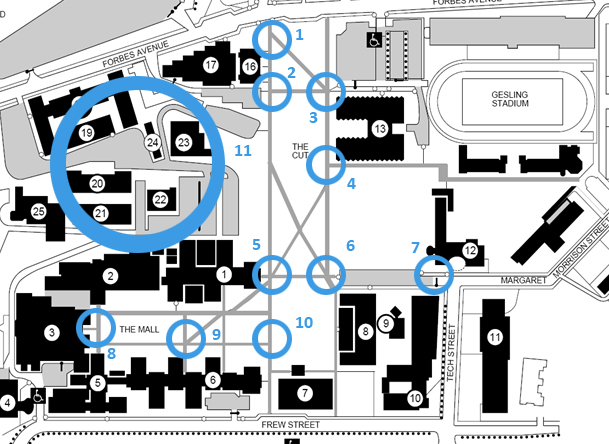 FORBES AVENUE
D
FORBES AVENUE
1
17
16
2
3
GESLING
STADIUM
19
24
23
11
THE
CUT
13
4
20
22
25
21
5
6
7
12
MORRISON STREET
MARGARET
2
1
3
THE MALL
8
9
10
8
9
11
TECH STREET
5
6
7
10
4
FREW STREET